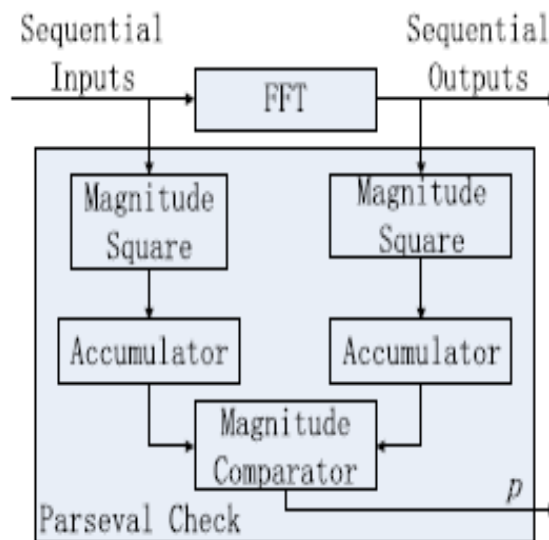 Sequential
Inputs
Sequential
Outputs
FFT
Magnitude
Square
Magnitude
Square
Accumulator
Accumulator
Magnitude
Comparator
p
Parseval Check